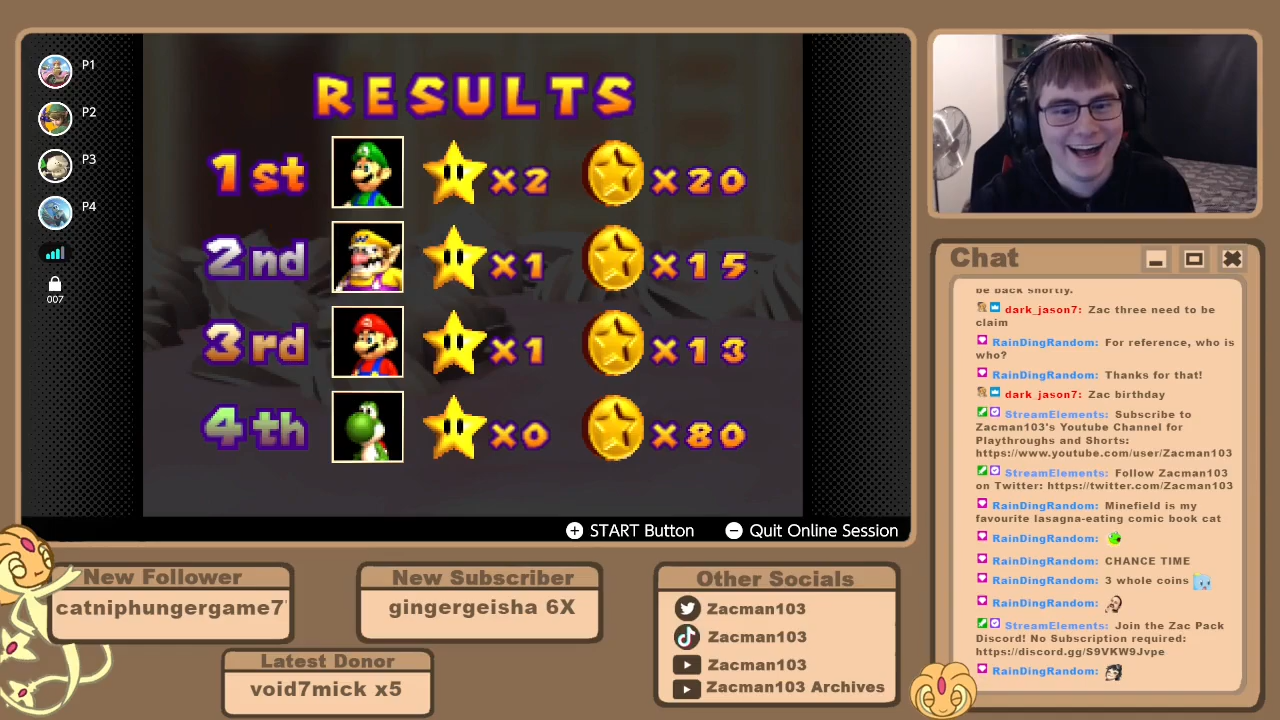 P1
P2
P3
P4
007
RESULTS
1st ×2 ×20
2nd ×1 ×15
3rd ×1 ×13
4th ×0 ×80
START Button
Quit Online Session
Chat
be back shortly.
dark_jason7: Zac three need to be
claim
RainDingRandom: For reference, who is
who?
RainDingRandom: Thanks for that!
dark_jason7: Zac birthday
StreamElements: Subscribe to
Zacman103's Youtube Channel for
Playthroughs and Shorts:
https://www.youtube.com/user/Zacman103
StreamElements: Follow Zacman103
on Twitter: https://twitter.com/Zacman103
RainDingRandom: Minefield is my
favourite lasagna-eating comic book cat
RainDingRandom:
RainDingRandom: CHANCE TIME
RainDingRandom: 3 whole coins
RainDingRandom:
StreamElements: Join the Zac Pack
Discord! No Subscription required:
https://discord.gg/S9VKW9Jvpe
RainDingRandom:
New Follower
catniphungergame7
New Subscriber
gingergeisha 6X
Latest Donor
void7mick x5
Other Socials
Zacman103
Zacman103
Zacman103
Zacman103 Archives